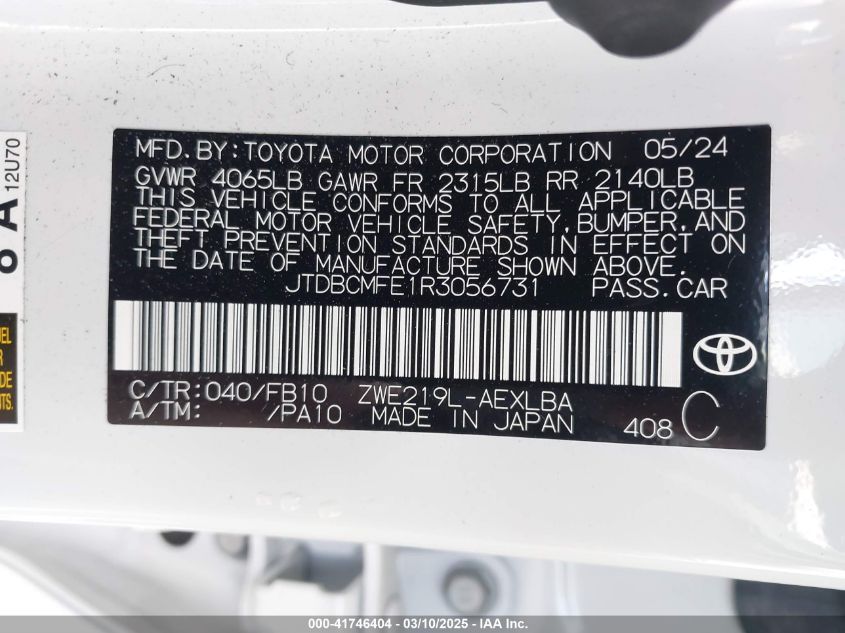 MFD.BY:TOYOTA MOTOR CORPORATION 05/24
GVWR 4065LB GAWR FR 2315LB RR 2140LB
THIS VEHICLE CONFORMS TO ALL APPLICABLE
FEDERAL MOTOR VEHICLE SAFETY,BUMPER,AND
THEFT PREVENTION STANDARDS IN EFFECT ON
THE DATE OF MANUFACTURE SHOWN ABOVE.
JTDBCMFE1R3056731 PASS.CAR
C/TR:040/FB10 ZWE219L-AEXLBA
A/TM: /PA10 MADE IN JAPAN
408 C
A 12U70
000-41746404 - 03/10/2025 - IAA Inc.